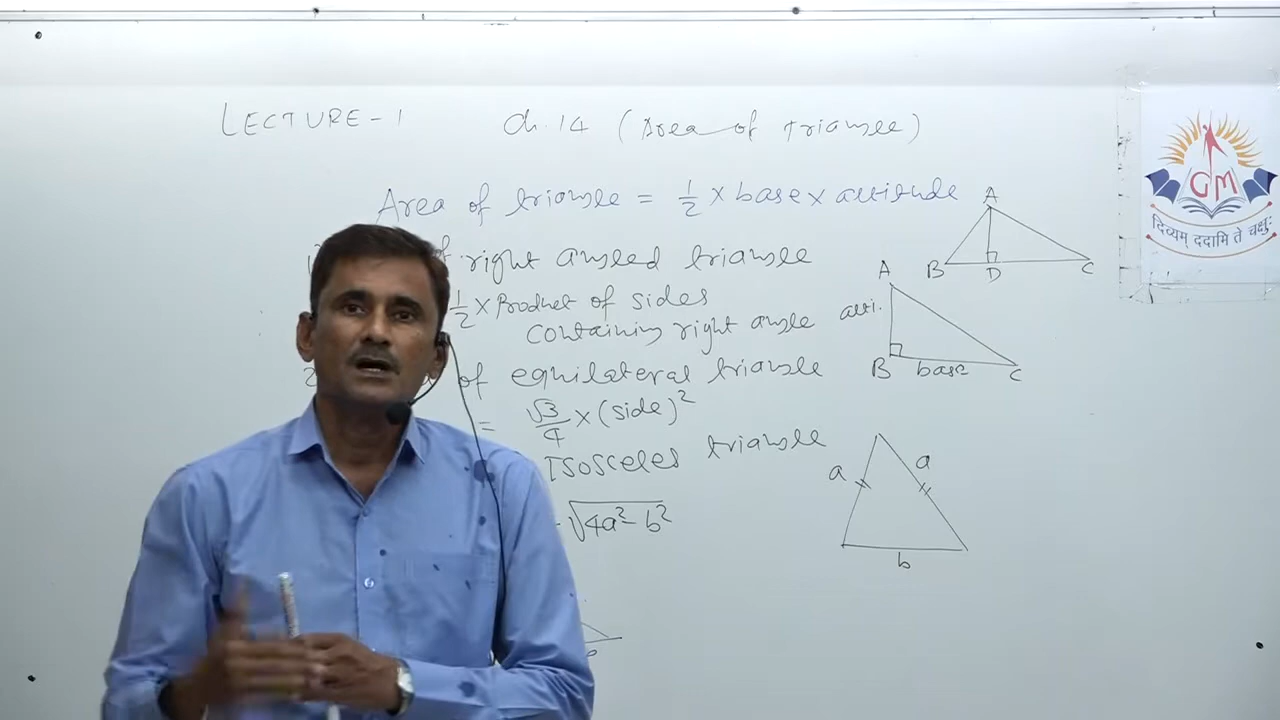 LECTURE-1 Ch.14 (Area of triangle)
Area of triangle = 1/2 × base × altitude
of right angled triangle
1/2 × Product of sides
containing right angle
of equilateral triangle
= √3/4 × (side)²
Isosceles triangle
√4a²-b²
A
B D C
A
alti.
B base C
a a
b
GM
दिव्यम् ददामि ते चक्षुः